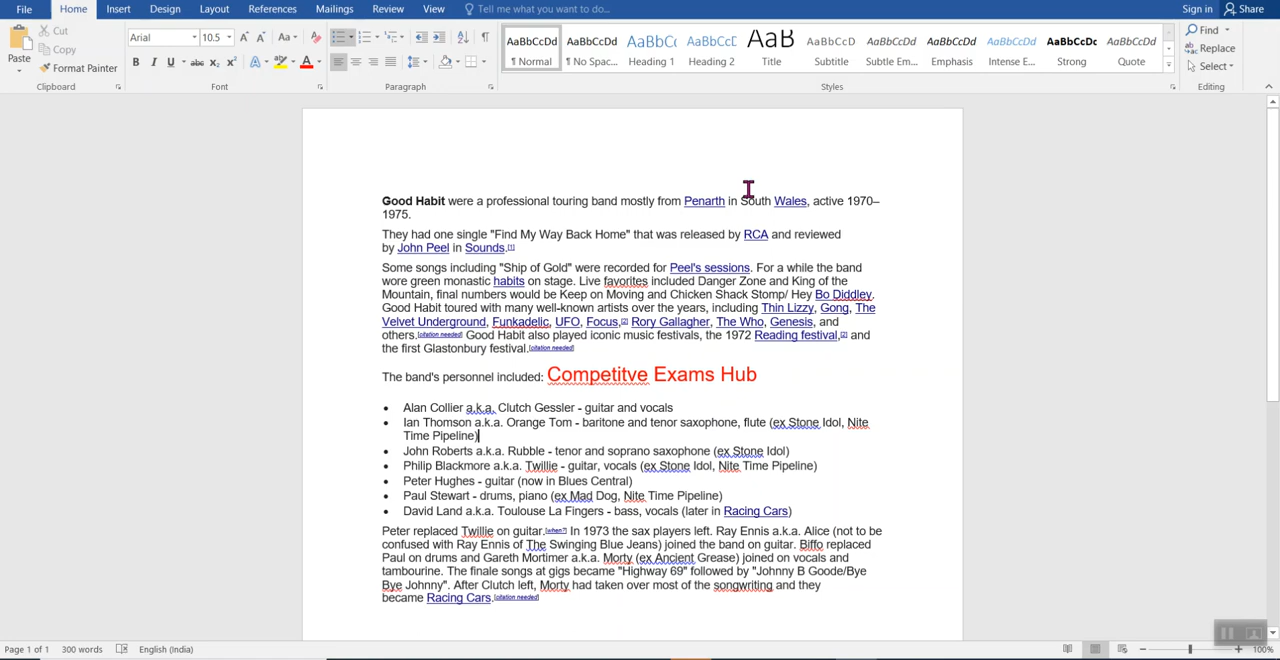 File Home Insert Design Layout References Mailings Review View Tell me what you want to do... Sign in Share
Paste Cut Copy Format Painter Clipboard
Arial 10.5 Font
Paragraph
AaBbCcDd ¶ Normal AaBbCcDd ¶ No Spac... AaBbC( Heading 1 AaBbCcC Heading 2 AaB Title AaBbCcD Subtitle AaBbCcDd Subtle Em... AaBbCcDd Emphasis AaBbCcDd Intense E... AaBbCcDc Strong AaBbCcDd Quote Styles
Find Replace Select Editing
Good Habit were a professional touring band mostly from Penarth in South Wales, active 1970–
1975.
They had one single "Find My Way Back Home" that was released by RCA and reviewed
by John Peel in Sounds.[1]
Some songs including "Ship of Gold" were recorded for Peel's sessions. For a while the band
wore green monastic habits on stage. Live favorites included Danger Zone and King of the
Mountain, final numbers would be Keep on Moving and Chicken Shack Stomp/ Hey Bo Diddley.
Good Habit toured with many well-known artists over the years, including Thin Lizzy, Gong, The
Velvet Underground, Funkadelic, UFO, Focus,[2] Rory Gallagher, The Who, Genesis, and
others.[citation needed] Good Habit also played iconic music festivals, the 1972 Reading festival,[2] and
the first Glastonbury festival.[citation needed]
The band's personnel included: Competitve Exams Hub
• Alan Collier a.k.a. Clutch Gessler - guitar and vocals
• Ian Thomson a.k.a. Orange Tom - baritone and tenor saxophone, flute (ex Stone Idol, Nite
Time Pipeline)
• John Roberts a.k.a. Rubble - tenor and soprano saxophone (ex Stone Idol)
• Philip Blackmore a.k.a. Twillie - guitar, vocals (ex Stone Idol, Nite Time Pipeline)
• Peter Hughes - guitar (now in Blues Central)
• Paul Stewart - drums, piano (ex Mad Dog, Nite Time Pipeline)
• David Land a.k.a. Toulouse La Fingers - bass, vocals (later in Racing Cars)
Peter replaced Twillie on guitar.[when?] In 1973 the sax players left. Ray Ennis a.k.a. Alice (not to be
confused with Ray Ennis of The Swinging Blue Jeans) joined the band on guitar. Biffo replaced
Paul on drums and Gareth Mortimer a.k.a. Morty (ex Ancient Grease) joined on vocals and
tambourine. The finale songs at gigs became "Highway 69" followed by "Johnny B Goode/Bye
Bye Johnny". After Clutch left, Morty had taken over most of the songwriting and they
became Racing Cars.[citation needed]
Page 1 of 1 300 words English (India) 100%